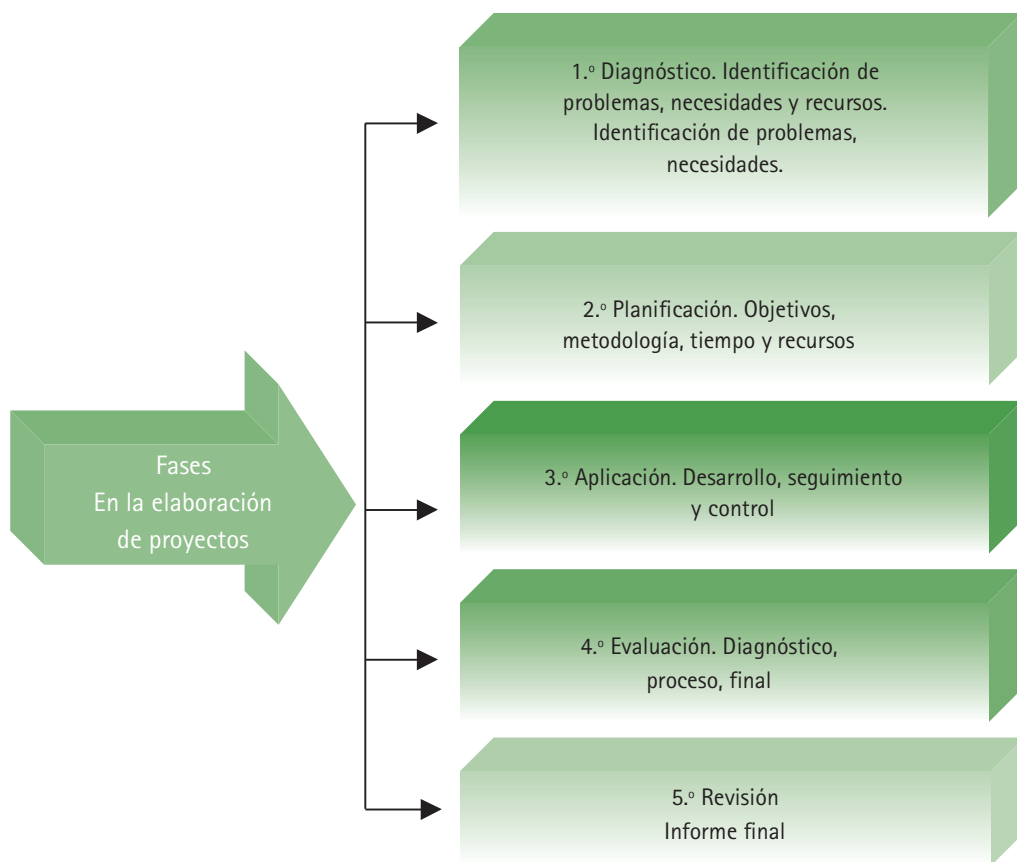 Fases
En la elaboración
de proyectos
1.º Diagnóstico. Identificación de
problemas, necesidades y recursos.
Identificación de problemas,
necesidades.
2.º Planificación. Objetivos,
metodología, tiempo y recursos
3.º Aplicación. Desarrollo, seguimiento
y control
4.º Evaluación. Diagnóstico,
proceso, final
5.º Revisión
Informe final